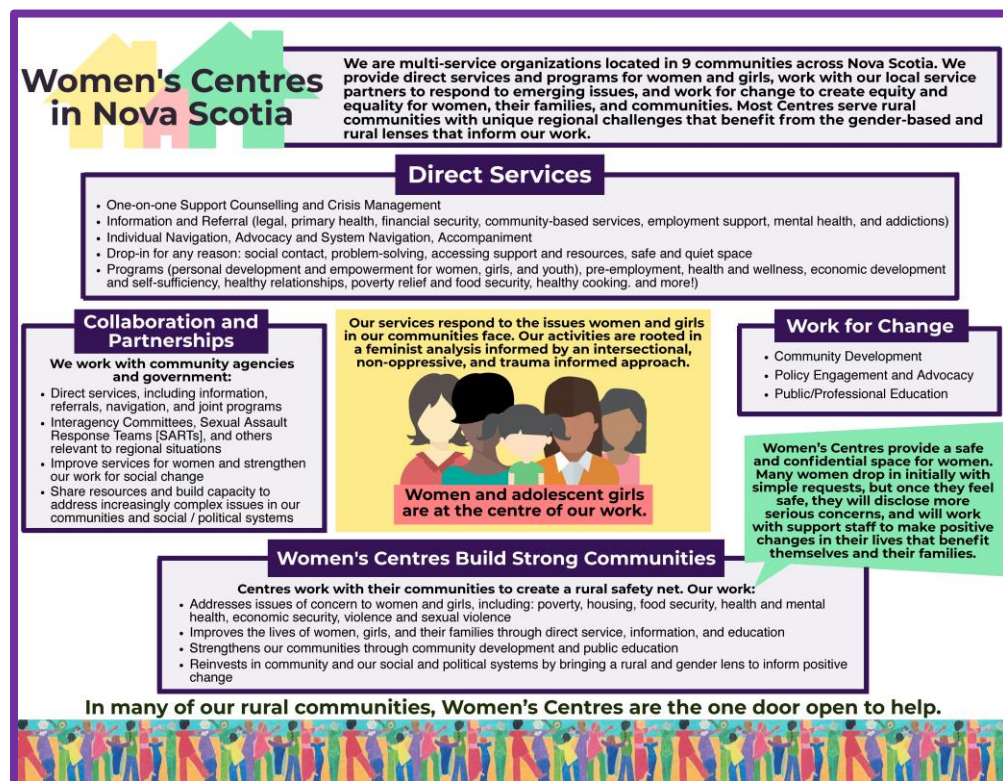 Women's Centres
in Nova Scotia
We are multi-service organizations located in 9 communities across Nova Scotia. We
provide direct services and programs for women and girls, work with our local service
partners to respond to emerging issues, and work for change to create equity and
equality for women, their families, and communities. Most Centres serve rural
communities with unique regional challenges that benefit from the gender-based and
rural lenses that inform our work.
Direct Services
• One-on-one Support Counselling and Crisis Management
• Information and Referral (legal, primary health, financial security, community-based services, employment support, mental health, and addictions)
• Individual Navigation, Advocacy and System Navigation, Accompaniment
• Drop-in for any reason: social contact, problem-solving, accessing support and resources, safe and quiet space
• Programs (personal development and empowerment for women, girls, and youth), pre-employment, health and wellness, economic development
and self-sufficiency, healthy relationships, poverty relief and food security, healthy cooking. and more!)
Collaboration and
Partnerships
We work with community agencies
and government:
• Direct services, including information,
referrals, navigation, and joint programs
• Interagency Committees, Sexual Assault
Response Teams [SARTs], and others
relevant to regional situations
• Improve services for women and strengthen
our work for social change
• Share resources and build capacity to
address increasingly complex issues in our
communities and social / political systems
Our services respond to the issues women and girls
in our communities face. Our activities are rooted in
a feminist analysis informed by an intersectional,
non-oppressive, and trauma informed approach.
Women and adolescent girls
are at the centre of our work.
Work for Change
• Community Development
• Policy Engagement and Advocacy
• Public/Professional Education
Women's Centres provide a safe
and confidential space for women.
Many women drop in initially with
simple requests, but once they feel
safe, they will disclose more
serious concerns, and will work
with support staff to make positive
changes in their lives that benefit
themselves and their families.
Women's Centres Build Strong Communities
Centres work with their communities to create a rural safety net. Our work:
• Addresses issues of concern to women and girls, including: poverty, housing, food security, health and mental
health, economic security, violence and sexual violence
• Improves the lives of women, girls, and their families through direct service, information, and education
• Strengthens our communities through community development and public education
• Reinvests in community and our social and political systems by bringing a rural and gender lens to inform positive
change
In many of our rural communities, Women's Centres are the one door open to help.